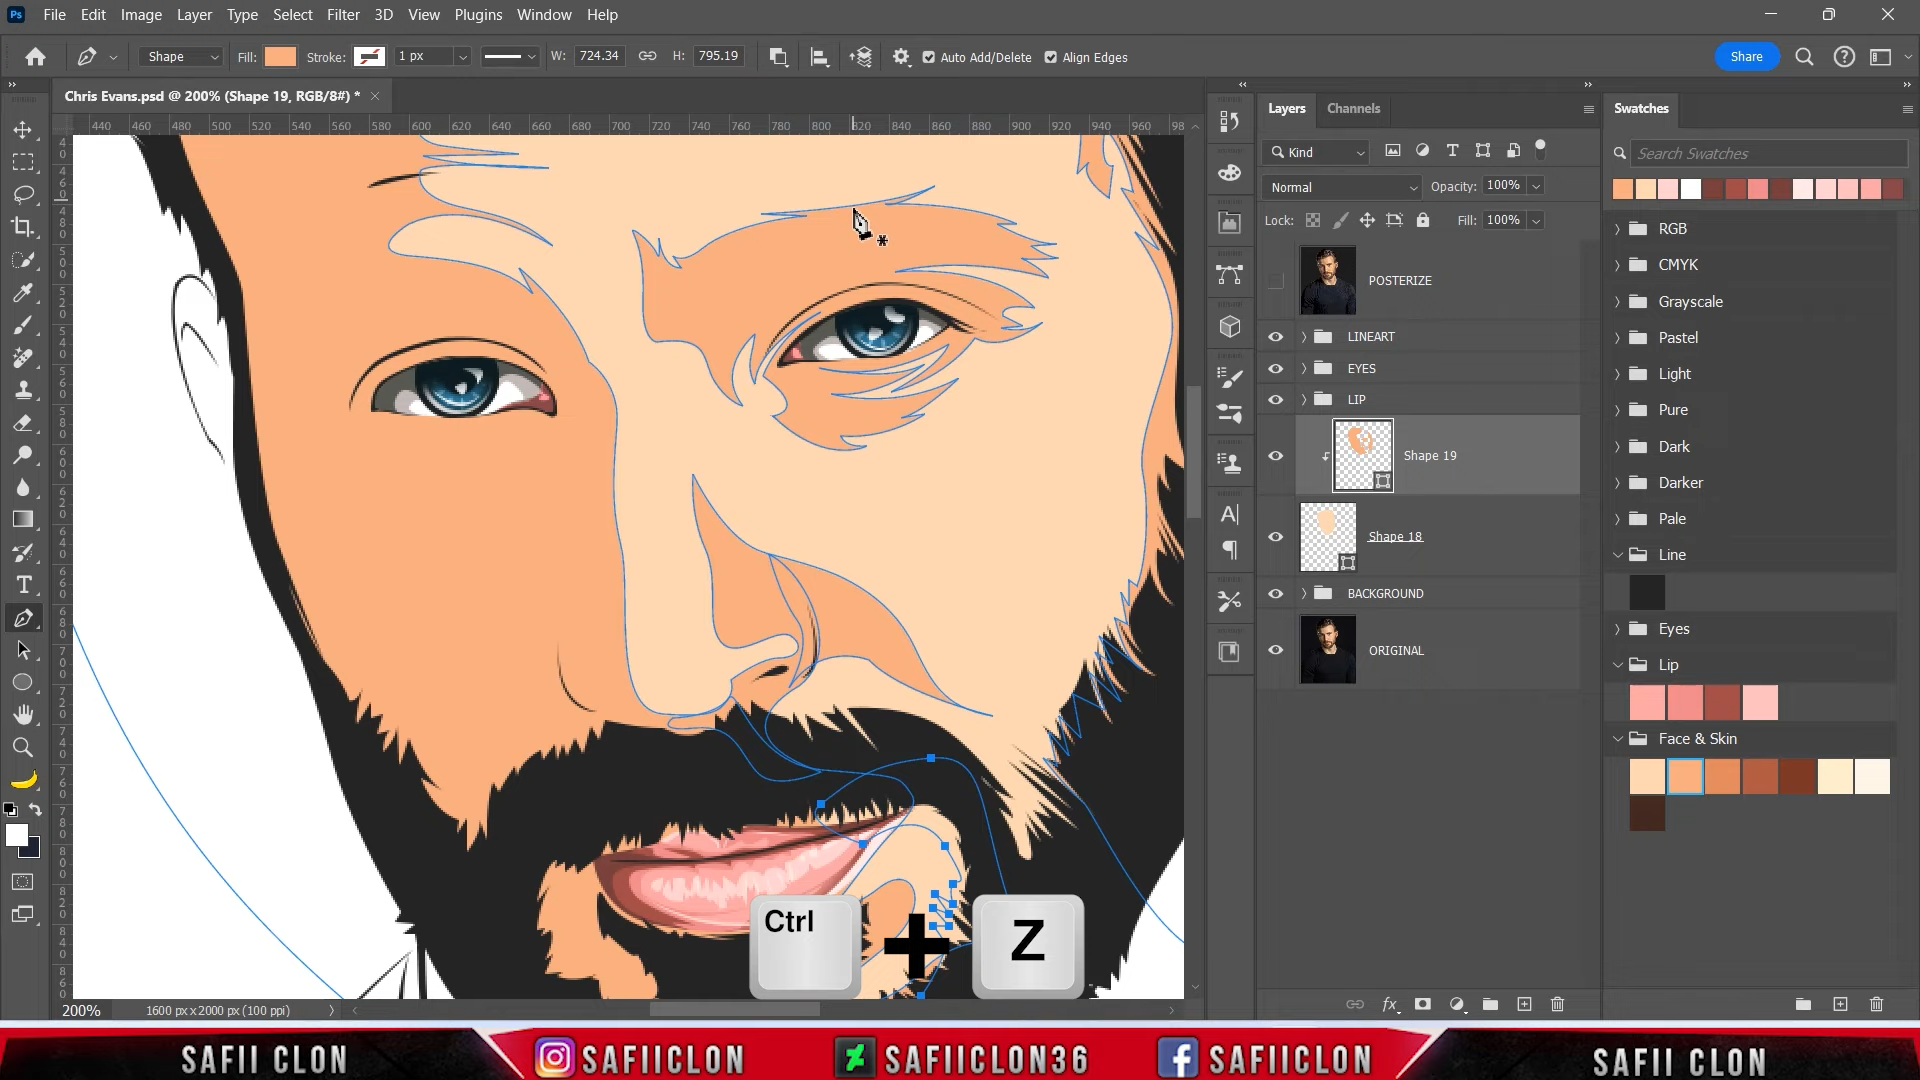 Ps File Edit Image Layer Type Select Filter 3D View Plugins Window Help
Shape Fill: Stroke: 1 px W: 724.34 H: 795.19 Auto Add/Delete Align Edges Share
Chris Evans.psd @ 200% (Shape 19, RGB/8#) *
440 460 480 500 520 540 560 580 600 620 640 660 680 700 720 740 760 780 800 820 840 860 880 900 920 940 960 98
Layers Channels
Kind
Normal Opacity: 100%
Lock: Fill: 100%
POSTERIZE
LINEART
EYES
LIP
Shape 19
Shape 18
BACKGROUND
ORIGINAL
Swatches
Search Swatches
RGB
CMYK
Grayscale
Pastel
Light
Pure
Dark
Darker
Pale
Line
Eyes
Lip
Face & Skin
Ctrl + Z
200% 1600 px x 2000 px (100 ppi)
SAFII CLON SAFIICLON SAFIICLON36 SAFIICLON SAFII CLON